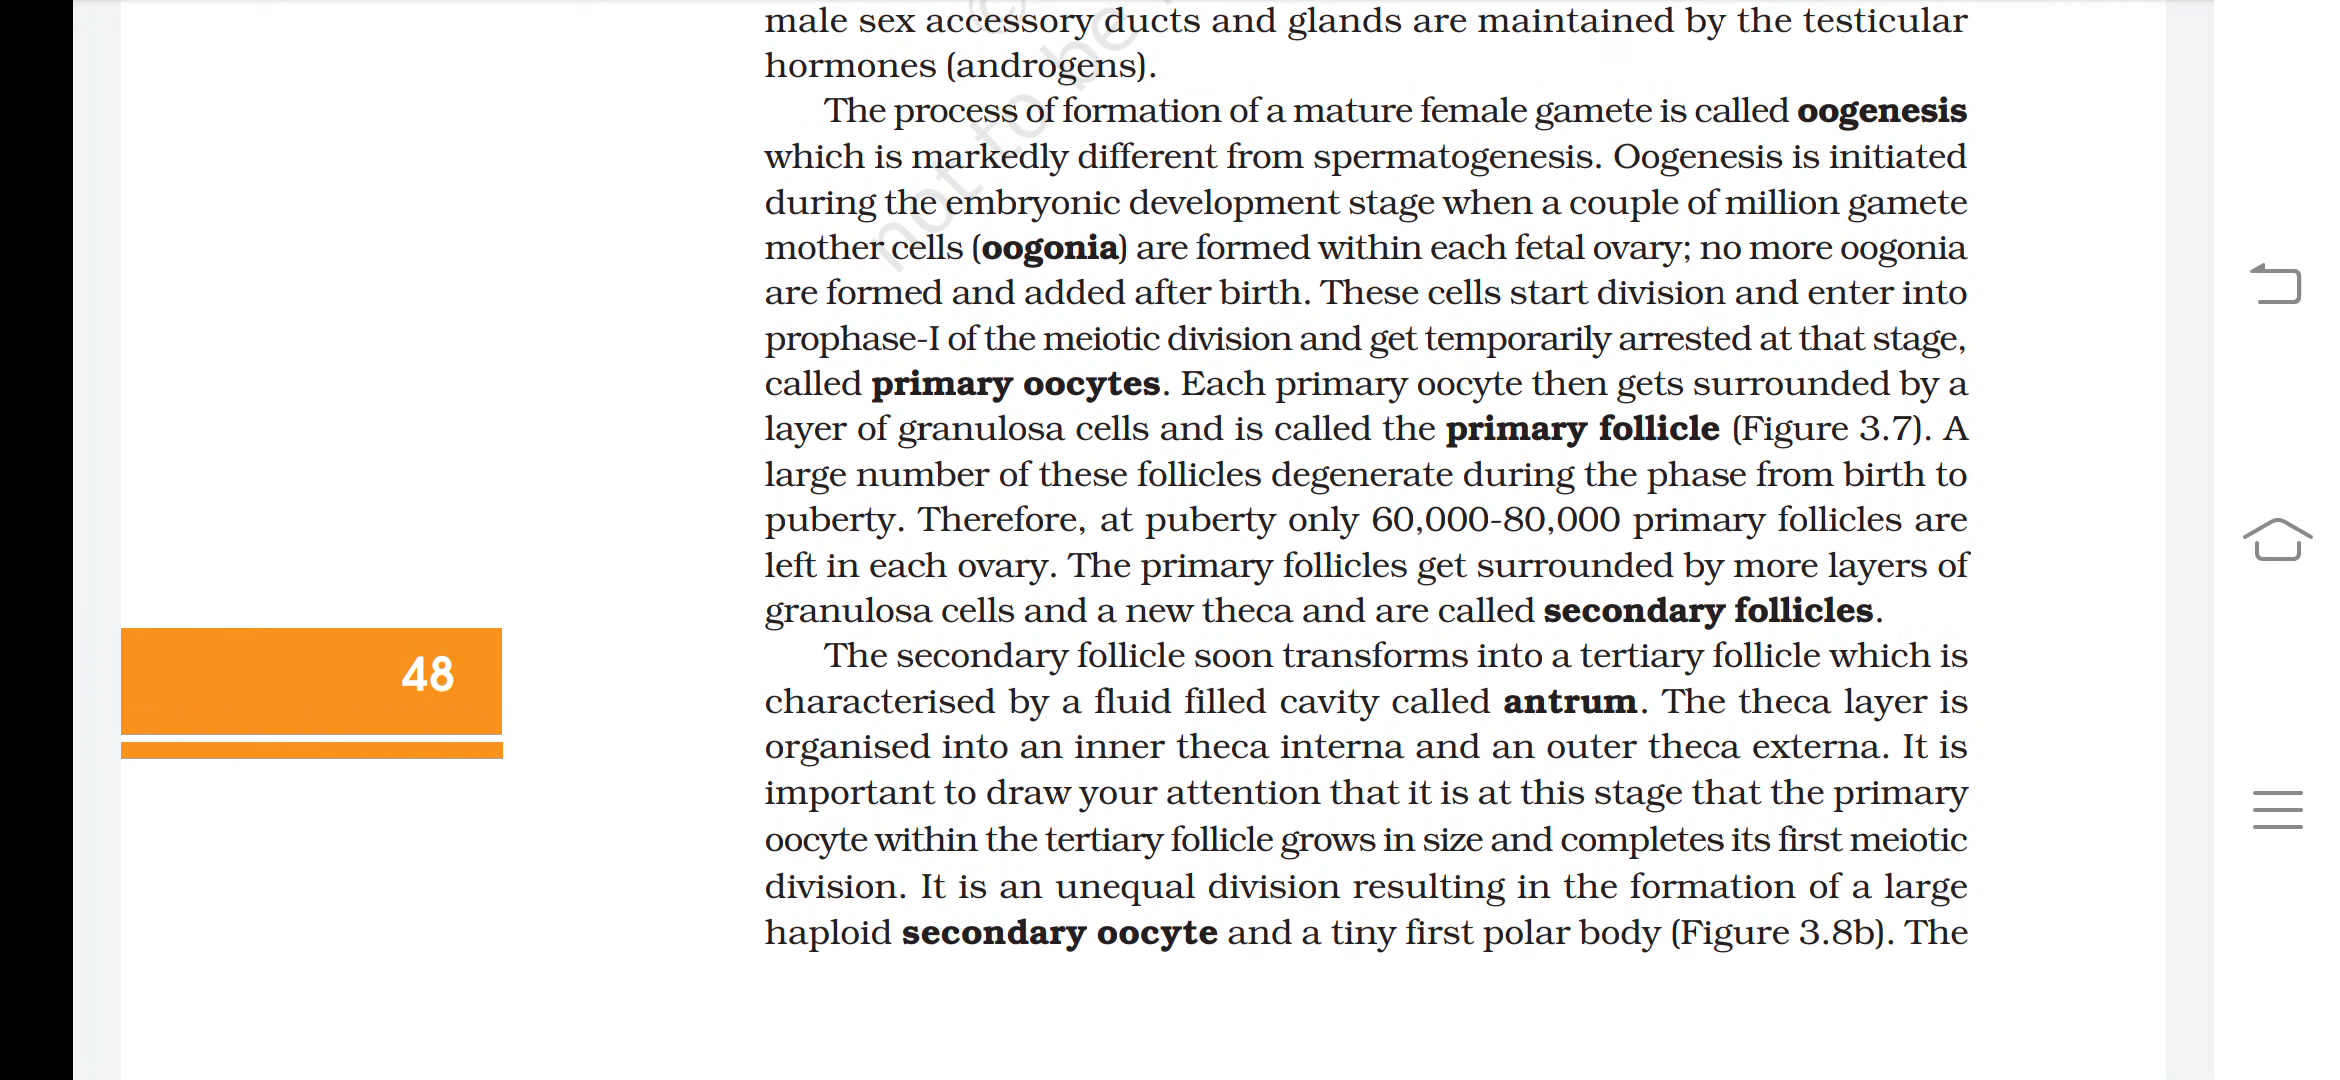 male sex accessory ducts and glands are maintained by the testicular
hormones (androgens).
The process of formation of a mature female gamete is called oogenesis
which is markedly different from spermatogenesis. Oogenesis is initiated
during the embryonic development stage when a couple of million gamete
mother cells (oogonia) are formed within each fetal ovary; no more oogonia
are formed and added after birth. These cells start division and enter into
prophase-I of the meiotic division and get temporarily arrested at that stage,
called primary oocytes. Each primary oocyte then gets surrounded by a
layer of granulosa cells and is called the primary follicle (Figure 3.7). A
large number of these follicles degenerate during the phase from birth to
puberty. Therefore, at puberty only 60,000-80,000 primary follicles are
left in each ovary. The primary follicles get surrounded by more layers of
granulosa cells and a new theca and are called secondary follicles.
The secondary follicle soon transforms into a tertiary follicle which is
characterised by a fluid filled cavity called antrum. The theca layer is
organised into an inner theca interna and an outer theca externa. It is
important to draw your attention that it is at this stage that the primary
oocyte within the tertiary follicle grows in size and completes its first meiotic
division. It is an unequal division resulting in the formation of a large
haploid secondary oocyte and a tiny first polar body (Figure 3.8b). The
48
©
not to be